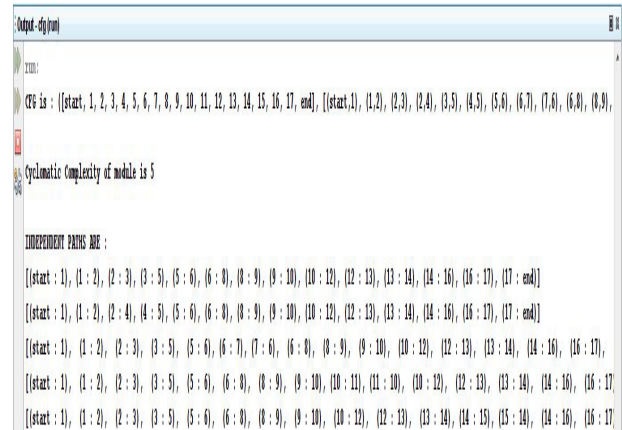 Output - cfg (run)
run:
CFG is : ([start, 1, 2, 3, 4, 5, 6, 7, 8, 9, 10, 11, 12, 13, 14, 15, 16, 17, end], [(start,1), (1,2), (2,3), (2,4), (3,5), (4,5), (5,6), (6,7), (7,6), (6,8), (8,9),
Cyclomatic Complexity of module is 5
INDEPENDENT PATHS ARE :
[(start : 1), (1 : 2), (2 : 3), (3 : 5), (5 : 6), (6 : 8), (8 : 9), (9 : 10), (10 : 12), (12 : 13), (13 : 14), (14 : 16), (16 : 17), (17 : end)]
[(start : 1), (1 : 2), (2 : 4), (4 : 5), (5 : 6), (6 : 8), (8 : 9), (9 : 10), (10 : 12), (12 : 13), (13 : 14), (14 : 16), (16 : 17), (17 : end)]
[(start : 1), (1 : 2), (2 : 3), (3 : 5), (5 : 6), (6 : 7), (7 : 6), (6 : 8), (8 : 9), (9 : 10), (10 : 12), (12 : 13), (13 : 14), (14 : 16), (16 : 17),
[(start : 1), (1 : 2), (2 : 3), (3 : 5), (5 : 6), (6 : 8), (8 : 9), (9 : 10), (10 : 11), (11 : 10), (10 : 12), (12 : 13), (13 : 14), (14 : 16), (16 : 17
[(start : 1), (1 : 2), (2 : 3), (3 : 5), (5 : 6), (6 : 8), (8 : 9), (9 : 10), (10 : 12), (12 : 13), (13 : 14), (14 : 15), (15 : 14), (14 : 16), (16 : 17